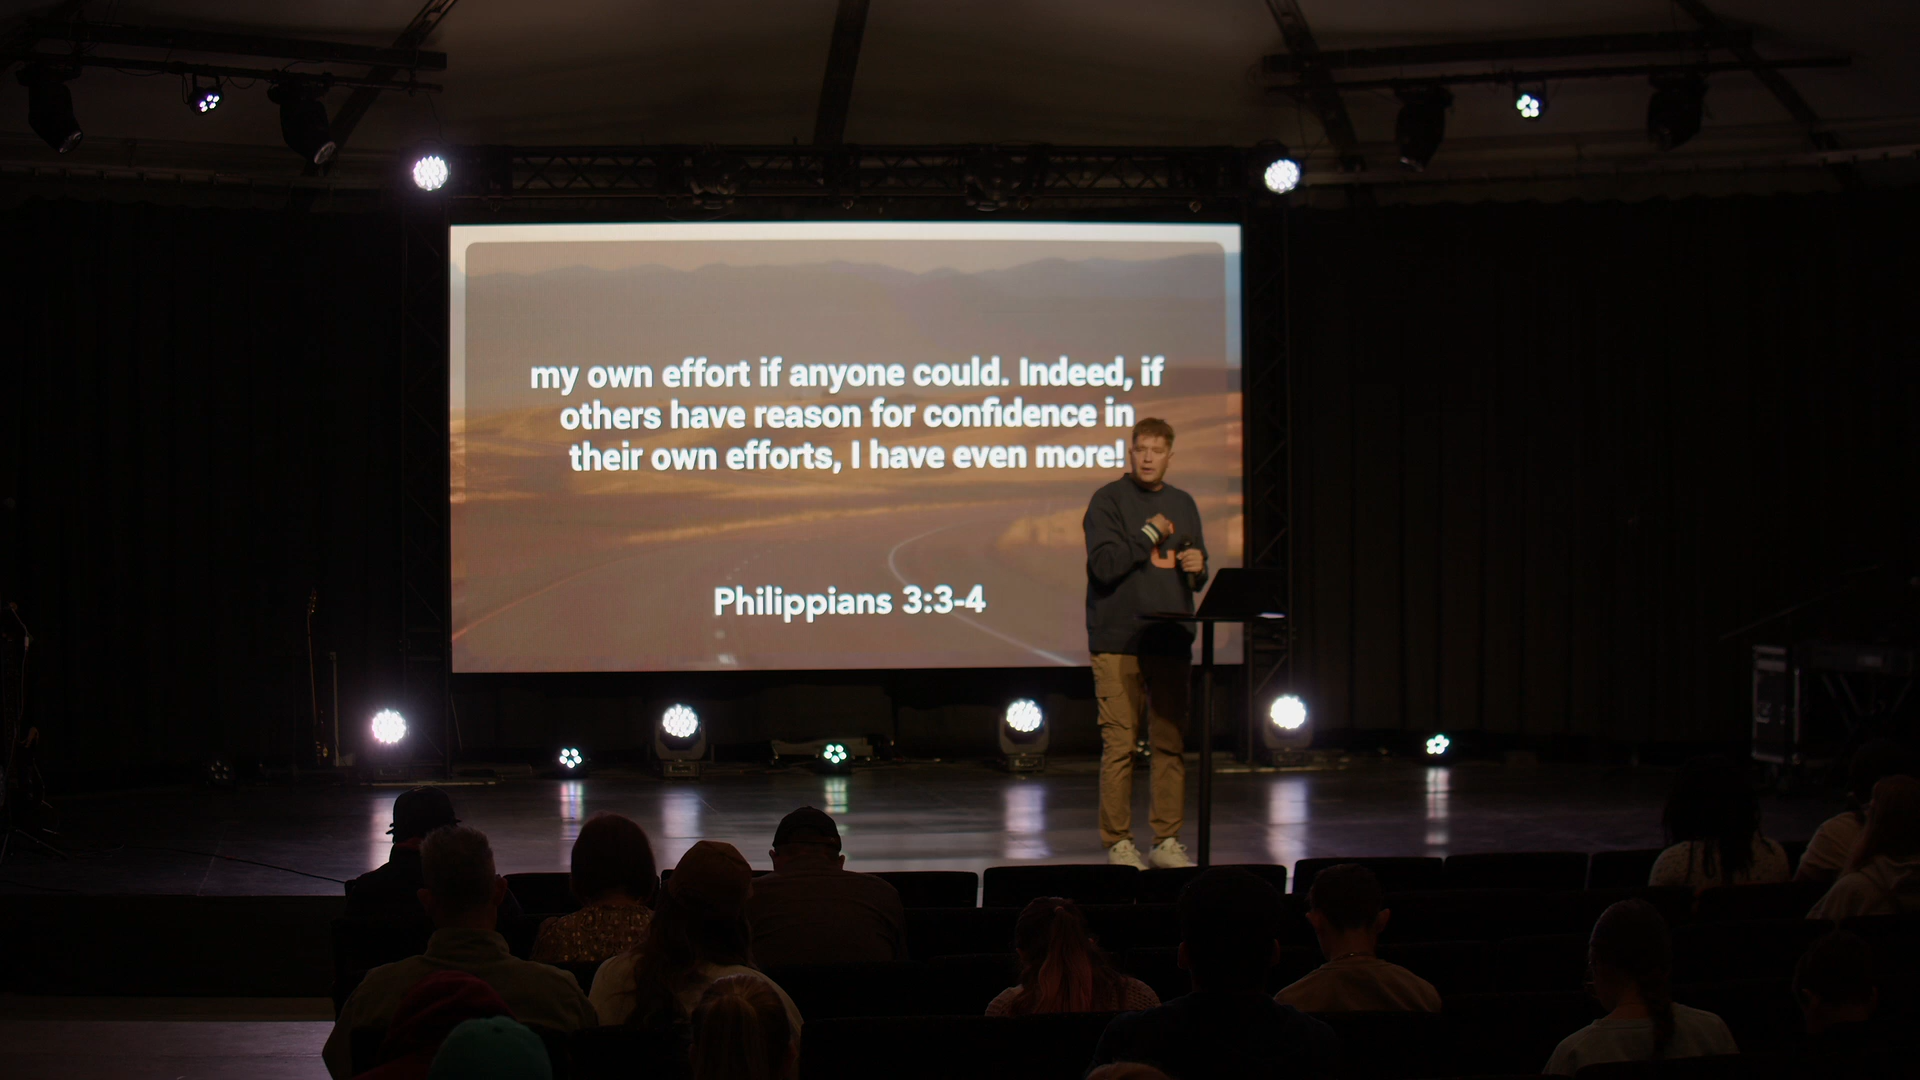 my own effort if anyone could. Indeed, if
others have reason for confidence in
their own efforts, I have even more!
Philippians 3:3-4